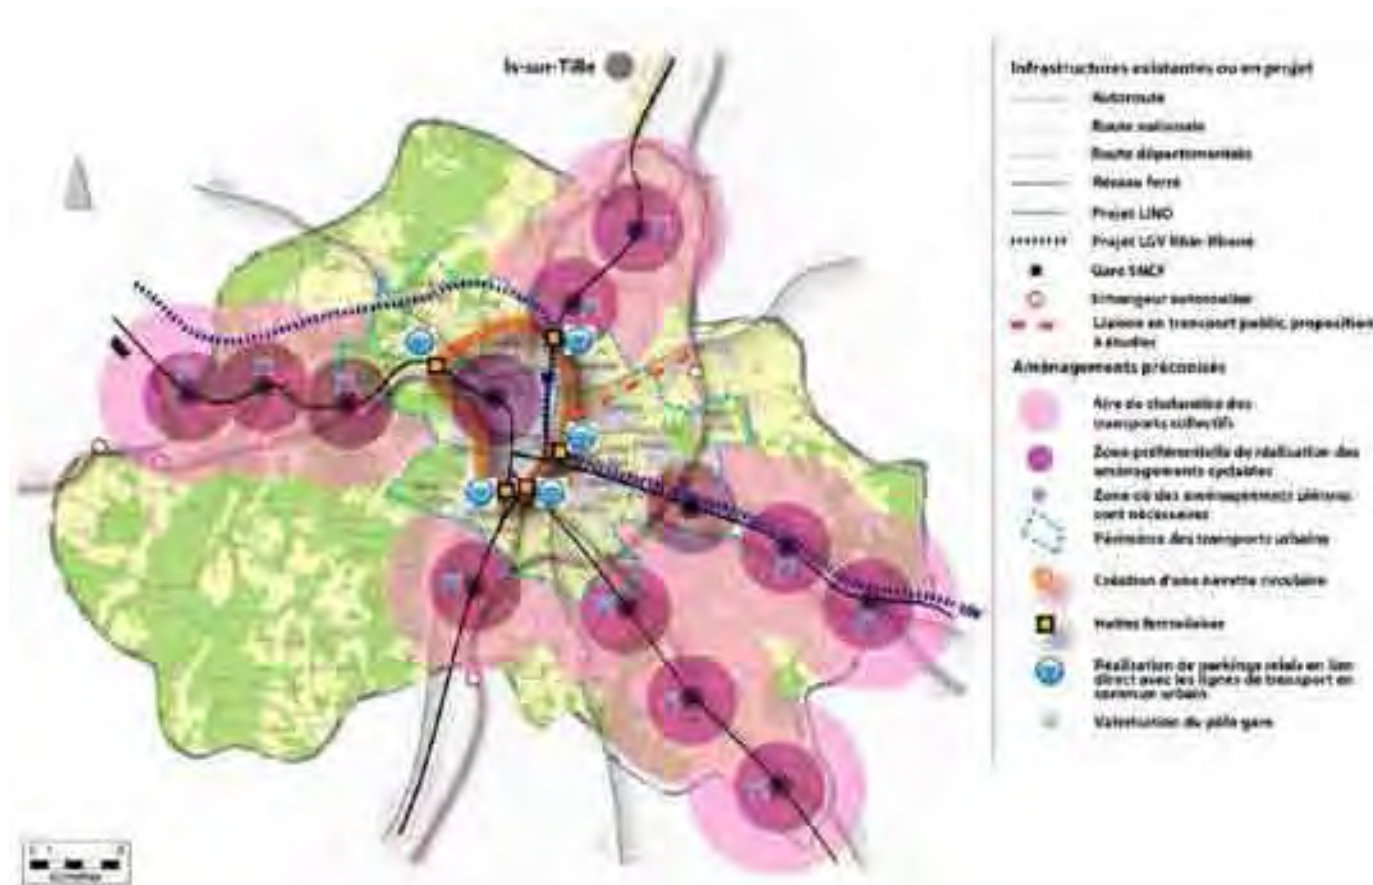 Is-sur-Tille
Infrastructures existantes ou en projet
Autoroute
Route nationale
Route départementales
Réseau ferré
Projet LINO
Projet LGV Rhin-Rhône
Gare SNCF
Echangeur autoroutier
Liaison en transport public, proposition
à étudier
Aménagements préconisés
Aire de chalandise des
transports collectifs
Zone préférentielle de réalisation des
aménagements cyclables
Zone où des aménagements piétons
sont nécessaires
Périmètre des transports urbains
Création d'une navette circulaire
Haltes ferroviaires
Réalisation de parkings relais en lien
direct avec les lignes de transport en
commun urbain
Valorisation du pôle gare